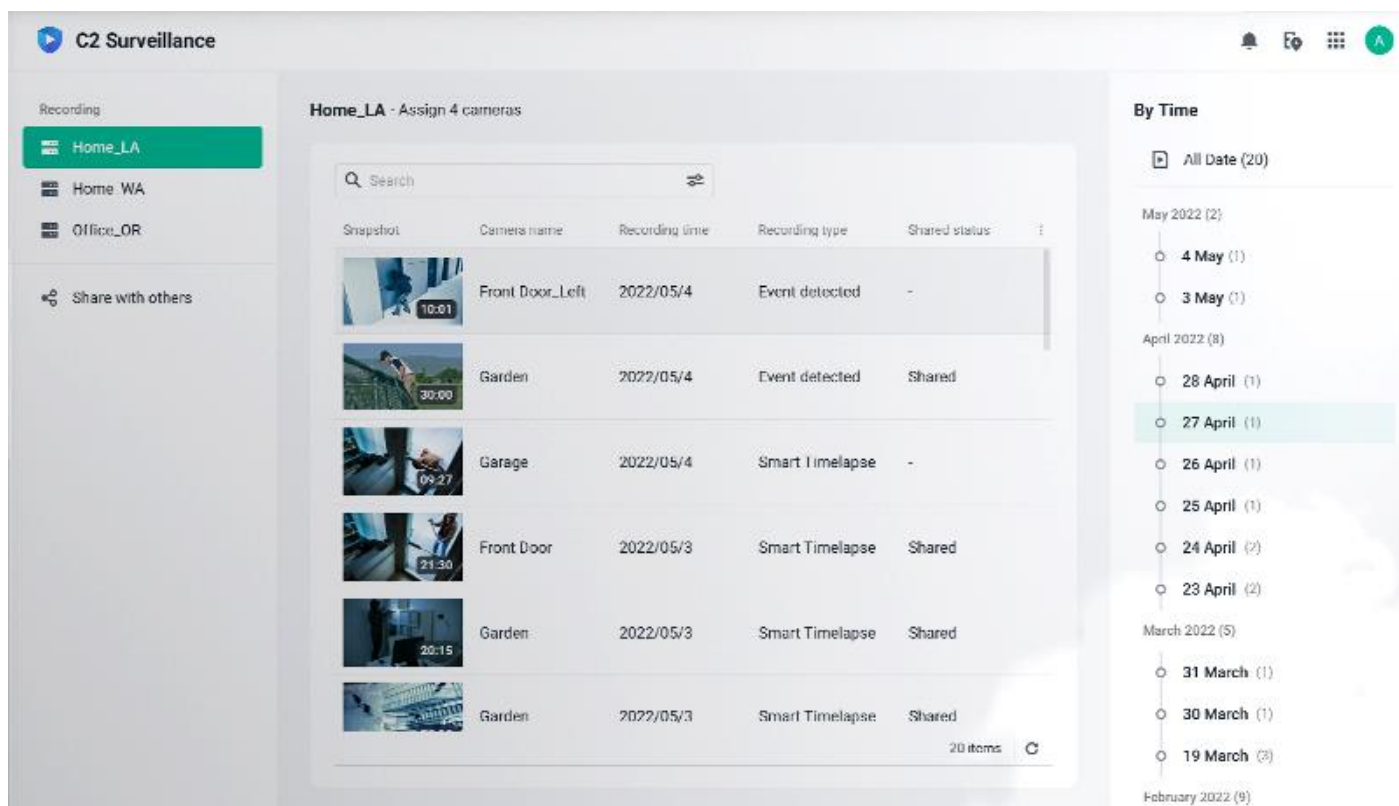 C2 Surveillance
A
Recording
Home_LA
Home WA
Office_OR
Share with others
Home_LA - Assign 4 cameras
Search
Snapshot Camera name Recording time Recording type Shared status
10:01 Front Door_Left 2022/05/4 Event detected -
30:00 Garden 2022/05/4 Event detected Shared
09:27 Garage 2022/05/4 Smart Timelapse -
21:30 Front Door 2022/05/3 Smart Timelapse Shared
20:15 Garden 2022/05/3 Smart Timelapse Shared
Garden 2022/05/3 Smart Timelapse Shared
20 items
By Time
All Date (20)
May 2022 (2)
4 May (1)
3 May (1)
April 2022 (8)
28 April (1)
27 April (1)
26 April (1)
25 April (1)
24 April (2)
23 April (2)
March 2022 (5)
31 March (1)
30 March (1)
19 March (3)
February 2022 (9)